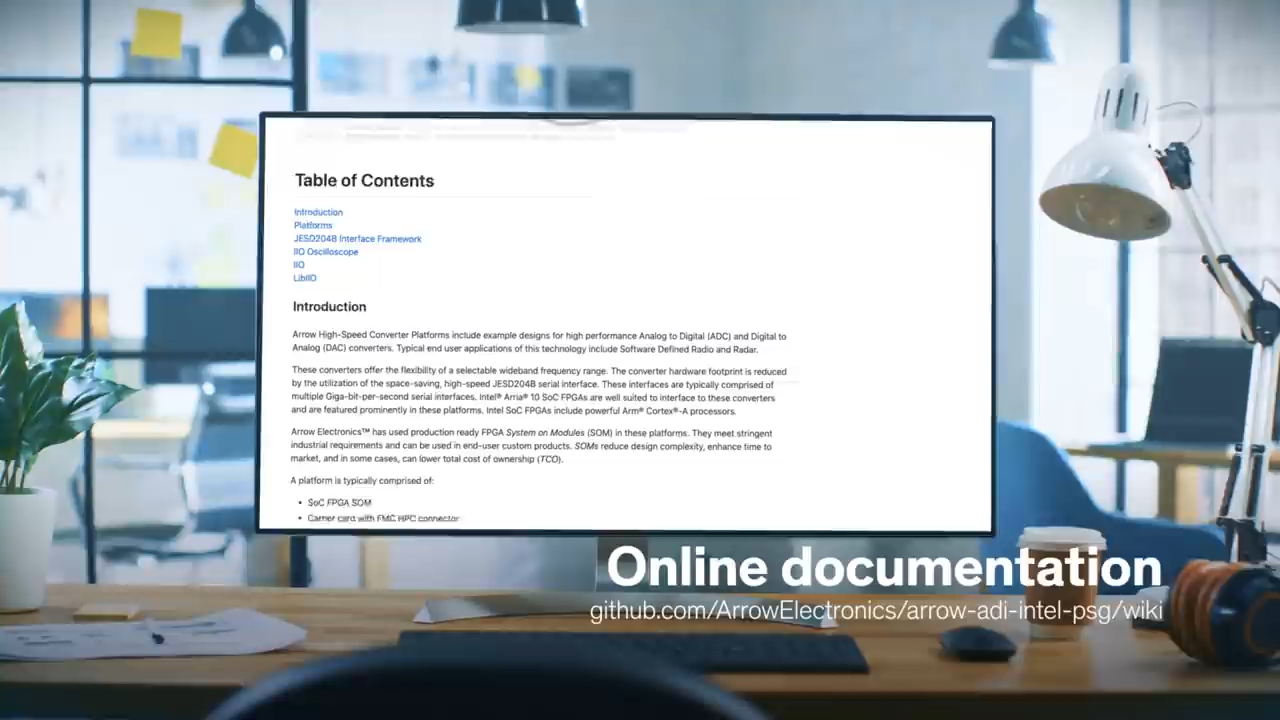 Table of Contents
Introduction
Platforms
JESD204B Interface Framework
IIO Oscilloscope
IIO
LibIIO
Introduction
Arrow High-Speed Converter Platforms include example designs for high performance Analog to Digital (ADC) and Digital to
Analog (DAC) converters. Typical end user applications of this technology include Software Defined Radio and Radar.
These converters offer the flexibility of a selectable wideband frequency range. The converter hardware footprint is reduced
by the utilization of the space-saving, high-speed JESD204B serial interface. These interfaces are typically comprised of
multiple Giga-bit-per-second serial interfaces. Intel® Arria® 10 SoC FPGAs are well suited to interface to these converters
and are featured prominently in these platforms. Intel SoC FPGAs include powerful Arm® Cortex®-A processors.
Arrow Electronics™ has used production ready FPGA System on Modules (SOM) in these platforms. They meet stringent
industrial requirements and can be used in end-user custom products. SOMs reduce design complexity, enhance time to
market, and in some cases, can lower total cost of ownership (TCO).
A platform is typically comprised of:
• SoC FPGA SOM
• Carrier card with FMC HPC connector
Online documentation
github.com/ArrowElectronics/arrow-adi-intel-psg/wiki